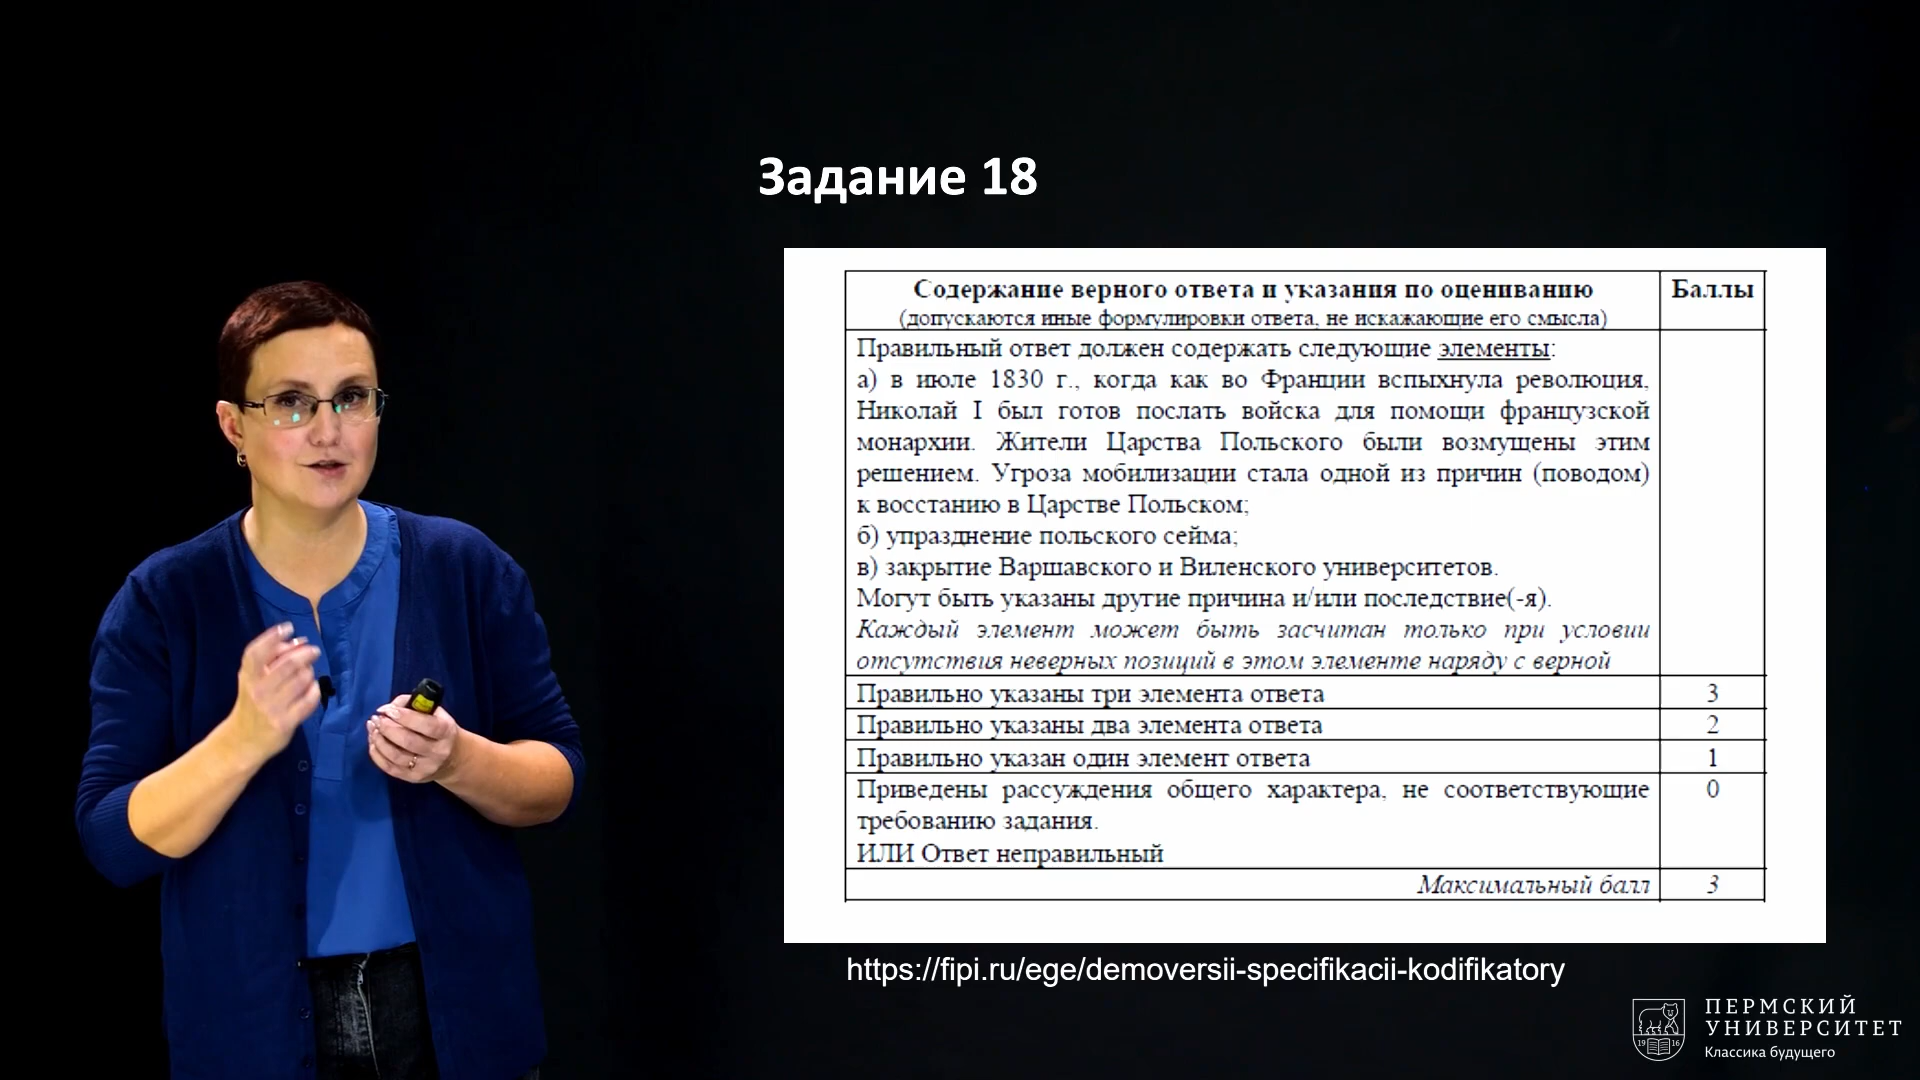 Задание 18
Содержание верного ответа и указания по оцениванию
(допускаются иные формулировки ответа, не искажающие его смысла)
Баллы
Правильный ответ должен содержать следующие элементы:
а) в июле 1830 г., когда как во Франции вспыхнула революция,
Николай I был готов послать войска для помощи французской
монархии. Жители Царства Польского были возмущены этим
решением. Угроза мобилизации стала одной из причин (поводом)
к восстанию в Царстве Польском;
б) упразднение польского сейма;
в) закрытие Варшавского и Виленского университетов.
Могут быть указаны другие причина и/или последствие(-я).
Каждый элемент может быть засчитан только при условии
отсутствия неверных позиций в этом элементе наряду с верной
Правильно указаны три элемента ответа 3
Правильно указаны два элемента ответа 2
Правильно указан один элемент ответа 1
Приведены рассуждения общего характера, не соответствующие 0
требованию задания.
ИЛИ Ответ неправильный
Максимальный балл 3
https://fipi.ru/ege/demoversii-specifikacii-kodifikatory
ПЕРМСКИЙ
УНИВЕРСИТЕТ
Классика будущего
19 16